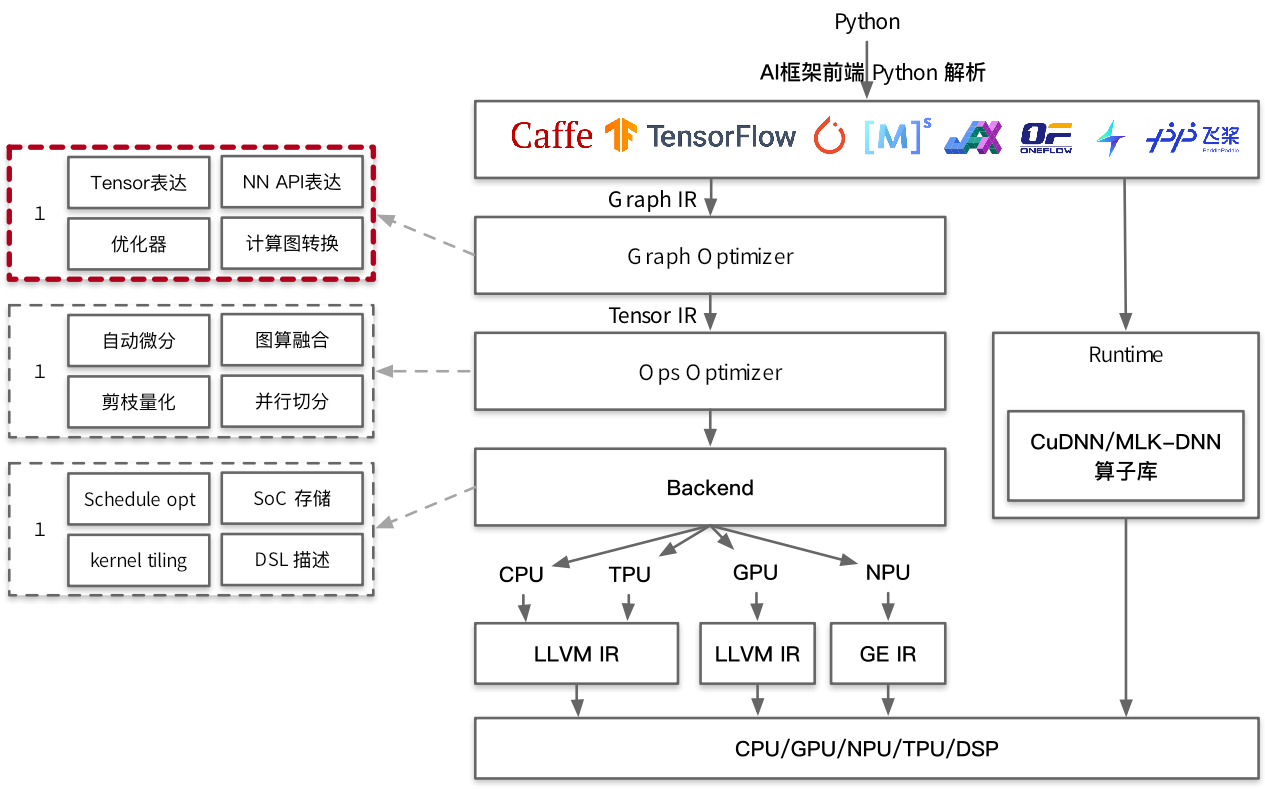 Python
AI框架前端 Python 解析
Caffe TensorFlow [M]s JAX OF ONEFLOW 飞桨 PaddlePaddle
Graph IR
Graph Optimizer
Tensor IR
Ops Optimizer
Backend
CPU TPU GPU NPU
LLVM IR LLVM IR GE IR
CPU/GPU/NPU/TPU/DSP
Runtime
CuDNN/MLK-DNN
算子库
1
Tensor表达 NN API表达
优化器 计算图转换
1
自动微分 图算融合
剪枝量化 并行切分
1
Schedule opt SoC 存储
kernel tiling DSL 描述